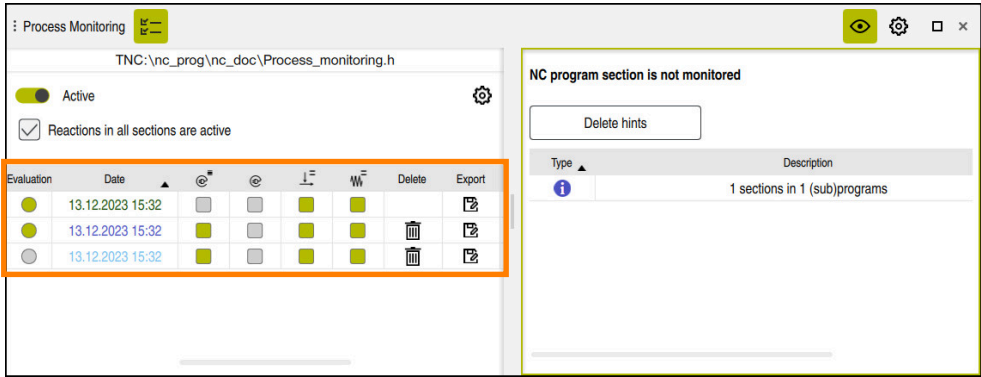 Process Monitoring
TNC:\nc_prog\nc_doc\Process_monitoring.h
Active
Reactions in all sections are active
Evaluation Date Delete Export
13.12.2023 15:32
13.12.2023 15:32
13.12.2023 15:32
NC program section is not monitored
Delete hints
Type Description
1 sections in 1 (sub)programs